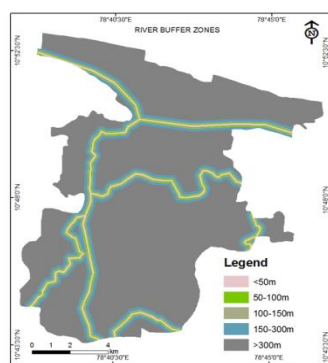 78°40'30"E 78°45'0"E
RIVER BUFFER ZONES
N
10°52'30"N 10°52'30"N
10°48'0"N 10°48'0"N
Legend
<50m
50-100m
100-150m
150-300m
>300m
0 1 2 4
km
10°43'30"N 10°43'30"N
78°40'30"E 78°45'0"E